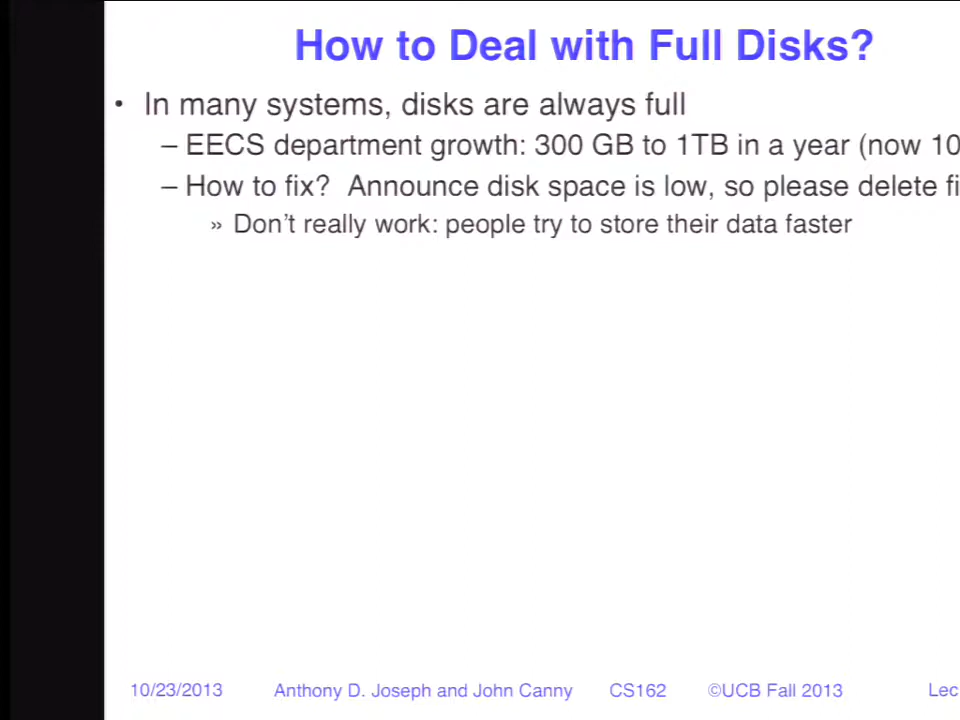 How to Deal with Full Disks?
• In many systems, disks are always full
– EECS department growth: 300 GB to 1TB in a year (now 10
– How to fix? Announce disk space is low, so please delete fi
» Don't really work: people try to store their data faster
10/23/2013 Anthony D. Joseph and John Canny CS162 ©UCB Fall 2013 Lec